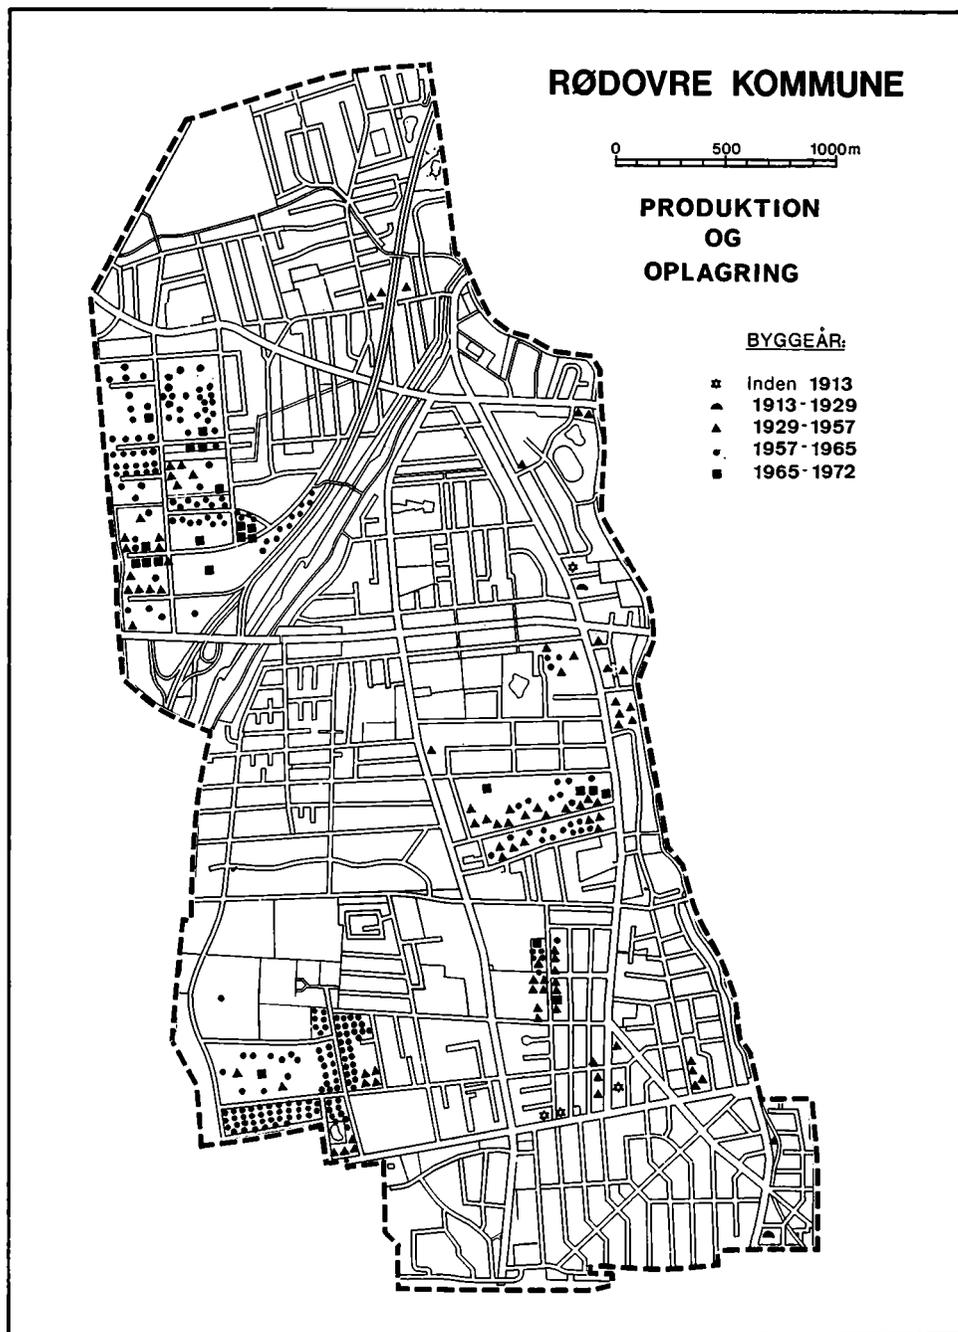 RØDOVRE KOMMUNE
0 500 1000m
PRODUKTION
OG
OPLAGRING
BYGGEÅR:
Inden 1913
1913-1929
1929-1957
1957-1965
1965-1972